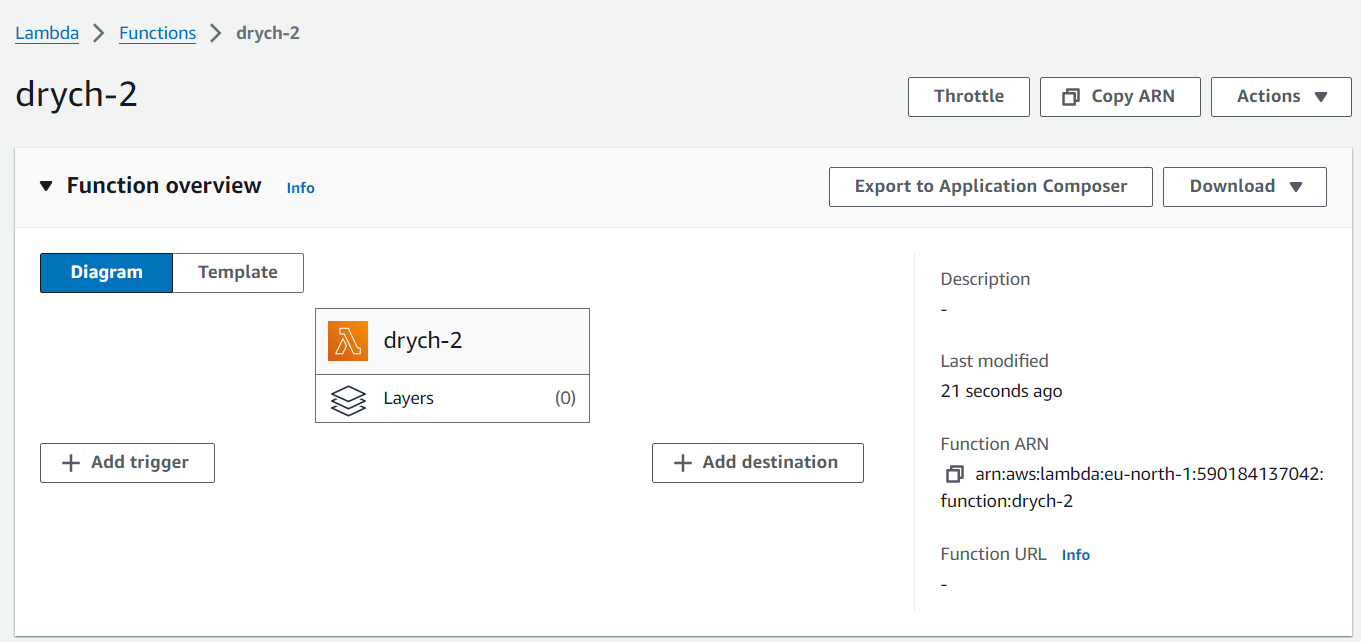 Lambda > Functions > drych-2
drych-2
Throttle
Copy ARN
Actions
Function overview Info
Export to Application Composer
Download
Diagram
Template
drych-2
Layers (0)
Add trigger
Add destination
Description
-
Last modified
21 seconds ago
Function ARN
arn:aws:lambda:eu-north-1:590184137042:
function:drych-2
Function URL Info
-